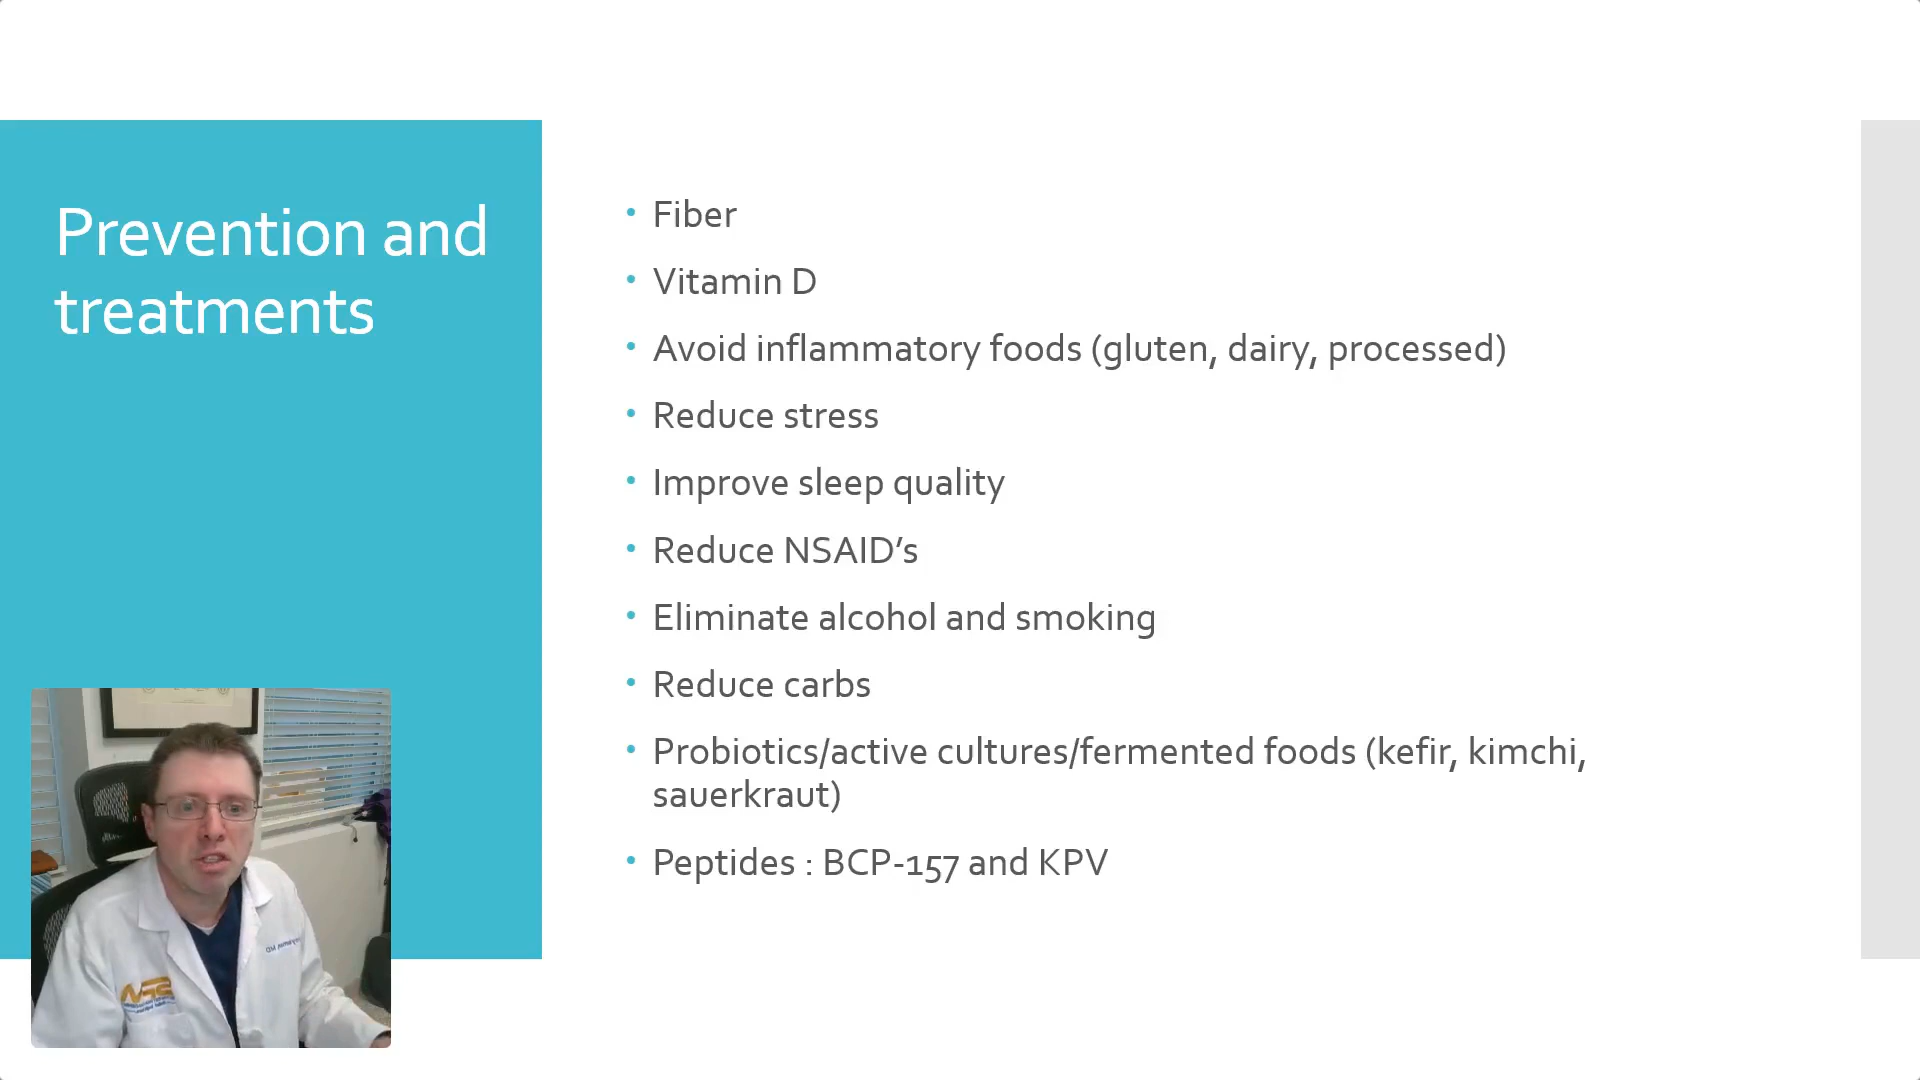 Prevention and
treatments
• Fiber
• Vitamin D
• Avoid inflammatory foods (gluten, dairy, processed)
• Reduce stress
• Improve sleep quality
• Reduce NSAID’s
• Eliminate alcohol and smoking
• Reduce carbs
• Probiotics/active cultures/fermented foods (kefir, kimchi,
sauerkraut)
• Peptides : BCP-157 and KPV